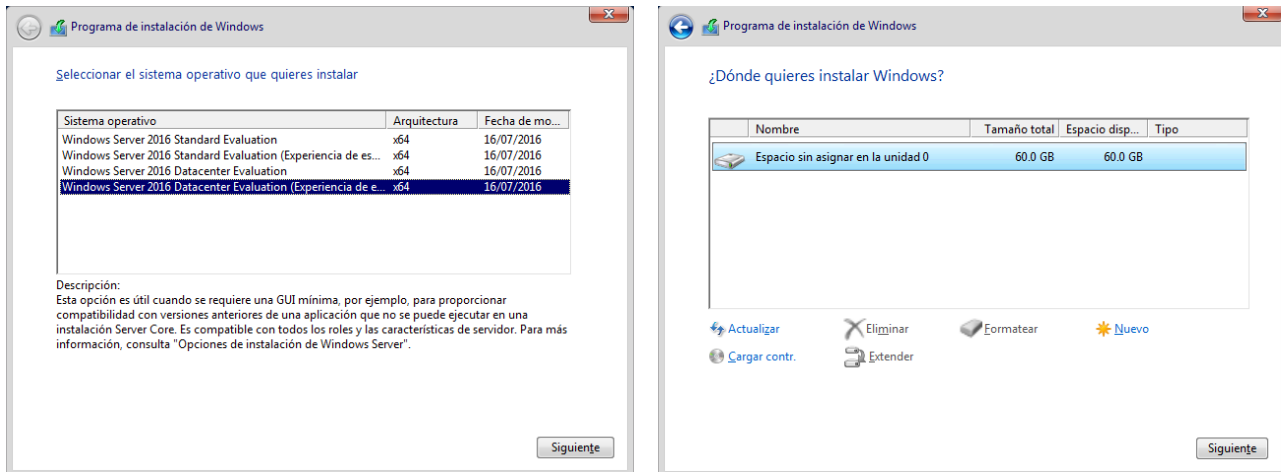 Programa de instalación de Windows
Seleccionar el sistema operativo que quieres instalar
Sistema operativo Arquitectura Fecha de mo...
Windows Server 2016 Standard Evaluation x64 16/07/2016
Windows Server 2016 Standard Evaluation (Experiencia de es... x64 16/07/2016
Windows Server 2016 Datacenter Evaluation x64 16/07/2016
Windows Server 2016 Datacenter Evaluation (Experiencia de e... x64 16/07/2016
Descripción:
Esta opción es útil cuando se requiere una GUI mínima, por ejemplo, para proporcionar
compatibilidad con versiones anteriores de una aplicación que no se puede ejecutar en una
instalación Server Core. Es compatible con todos los roles y las características de servidor. Para más
información, consulta "Opciones de instalación de Windows Server".
Siguiente
Programa de instalación de Windows
¿Dónde quieres instalar Windows?
Nombre Tamaño total Espacio disp... Tipo
Espacio sin asignar en la unidad 0 60.0 GB 60.0 GB
Actualizar Eliminar Formatear Nuevo
Cargar contr. Extender
Siguiente